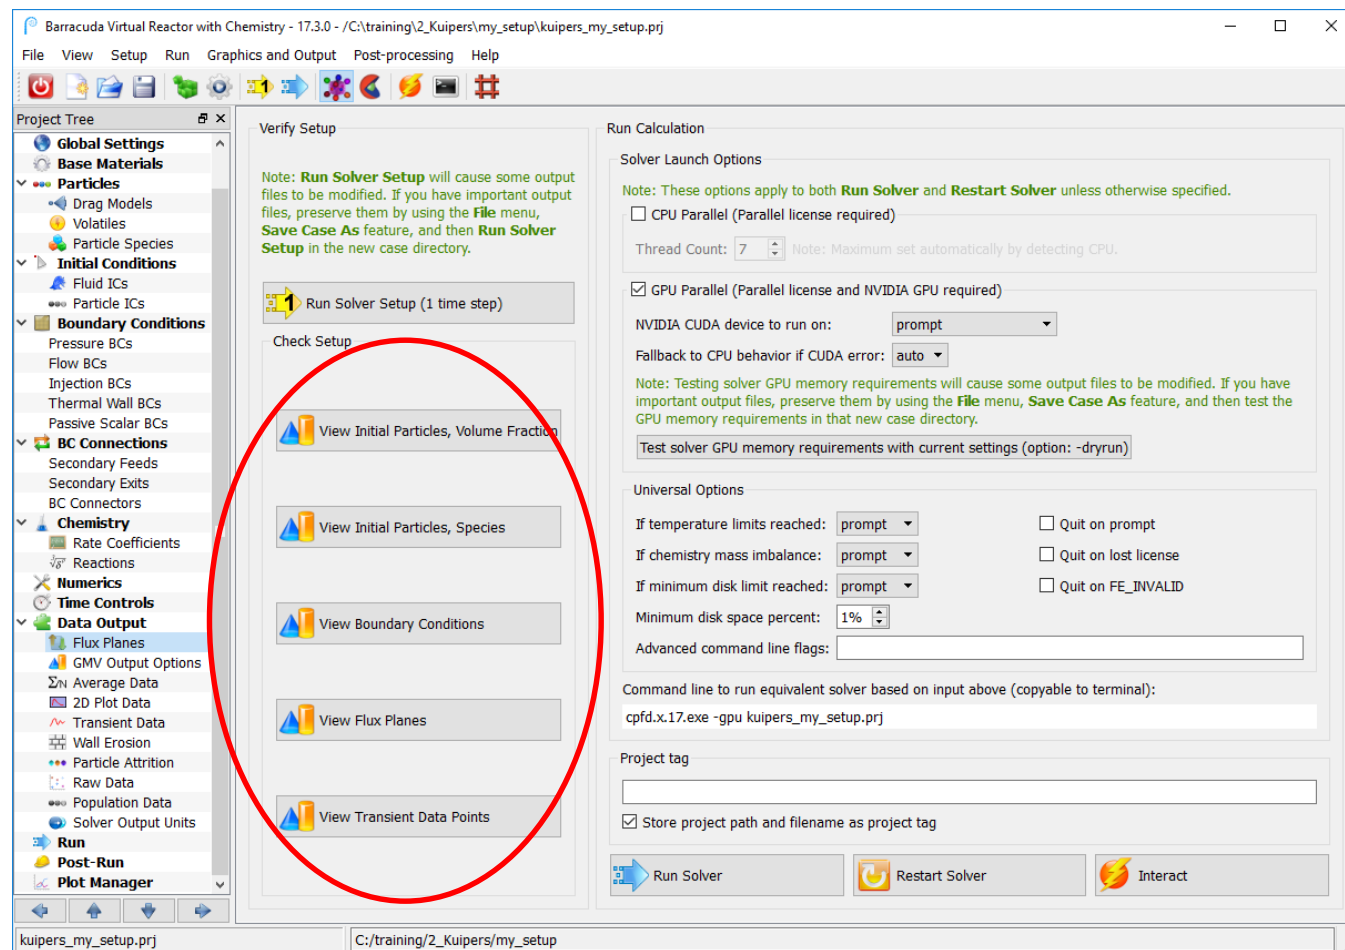 Barracuda Virtual Reactor with Chemistry - 17.3.0 - /C:\training\2_Kuipers\my_setup\kuipers_my_setup.prj
File View Setup Run Graphics and Output Post-processing Help
Project Tree
Global Settings
Base Materials
Particles
Drag Models
Volatiles
Particle Species
Initial Conditions
Fluid ICs
Particle ICs
Boundary Conditions
Pressure BCs
Flow BCs
Injection BCs
Thermal Wall BCs
Passive Scalar BCs
BC Connections
Secondary Feeds
Secondary Exits
BC Connectors
Chemistry
Rate Coefficients
Reactions
Numerics
Time Controls
Data Output
Flux Planes
GMV Output Options
Average Data
2D Plot Data
Transient Data
Wall Erosion
Particle Attrition
Raw Data
Population Data
Solver Output Units
Run
Post-Run
Plot Manager
Verify Setup
Note: Run Solver Setup will cause some output
files to be modified. If you have important output
files, preserve them by using the File menu,
Save Case As feature, and then Run Solver
Setup in the new case directory.
1 Run Solver Setup (1 time step)
Check Setup
View Initial Particles, Volume Fraction
View Initial Particles, Species
View Boundary Conditions
View Flux Planes
View Transient Data Points
Run Calculation
Solver Launch Options
Note: These options apply to both Run Solver and Restart Solver unless otherwise specified.
CPU Parallel (Parallel license required)
Thread Count: 7 Note: Maximum set automatically by detecting CPU.
GPU Parallel (Parallel license and NVIDIA GPU required)
NVIDIA CUDA device to run on: prompt
Fallback to CPU behavior if CUDA error: auto
Note: Testing solver GPU memory requirements will cause some output files to be modified. If you have
important output files, preserve them by using the File menu, Save Case As feature, and then test the
GPU memory requirements in that new case directory.
Test solver GPU memory requirements with current settings (option: -dryrun)
Universal Options
If temperature limits reached: prompt Quit on prompt
If chemistry mass imbalance: prompt Quit on lost license
If minimum disk limit reached: prompt Quit on FE_INVALID
Minimum disk space percent: 1%
Advanced command line flags:
Command line to run equivalent solver based on input above (copyable to terminal):
cpfd.x.17.exe -gpu kuipers_my_setup.prj
Project tag
Store project path and filename as project tag
Run Solver Restart Solver Interact
kuipers_my_setup.prj C:/training/2_Kuipers/my_setup